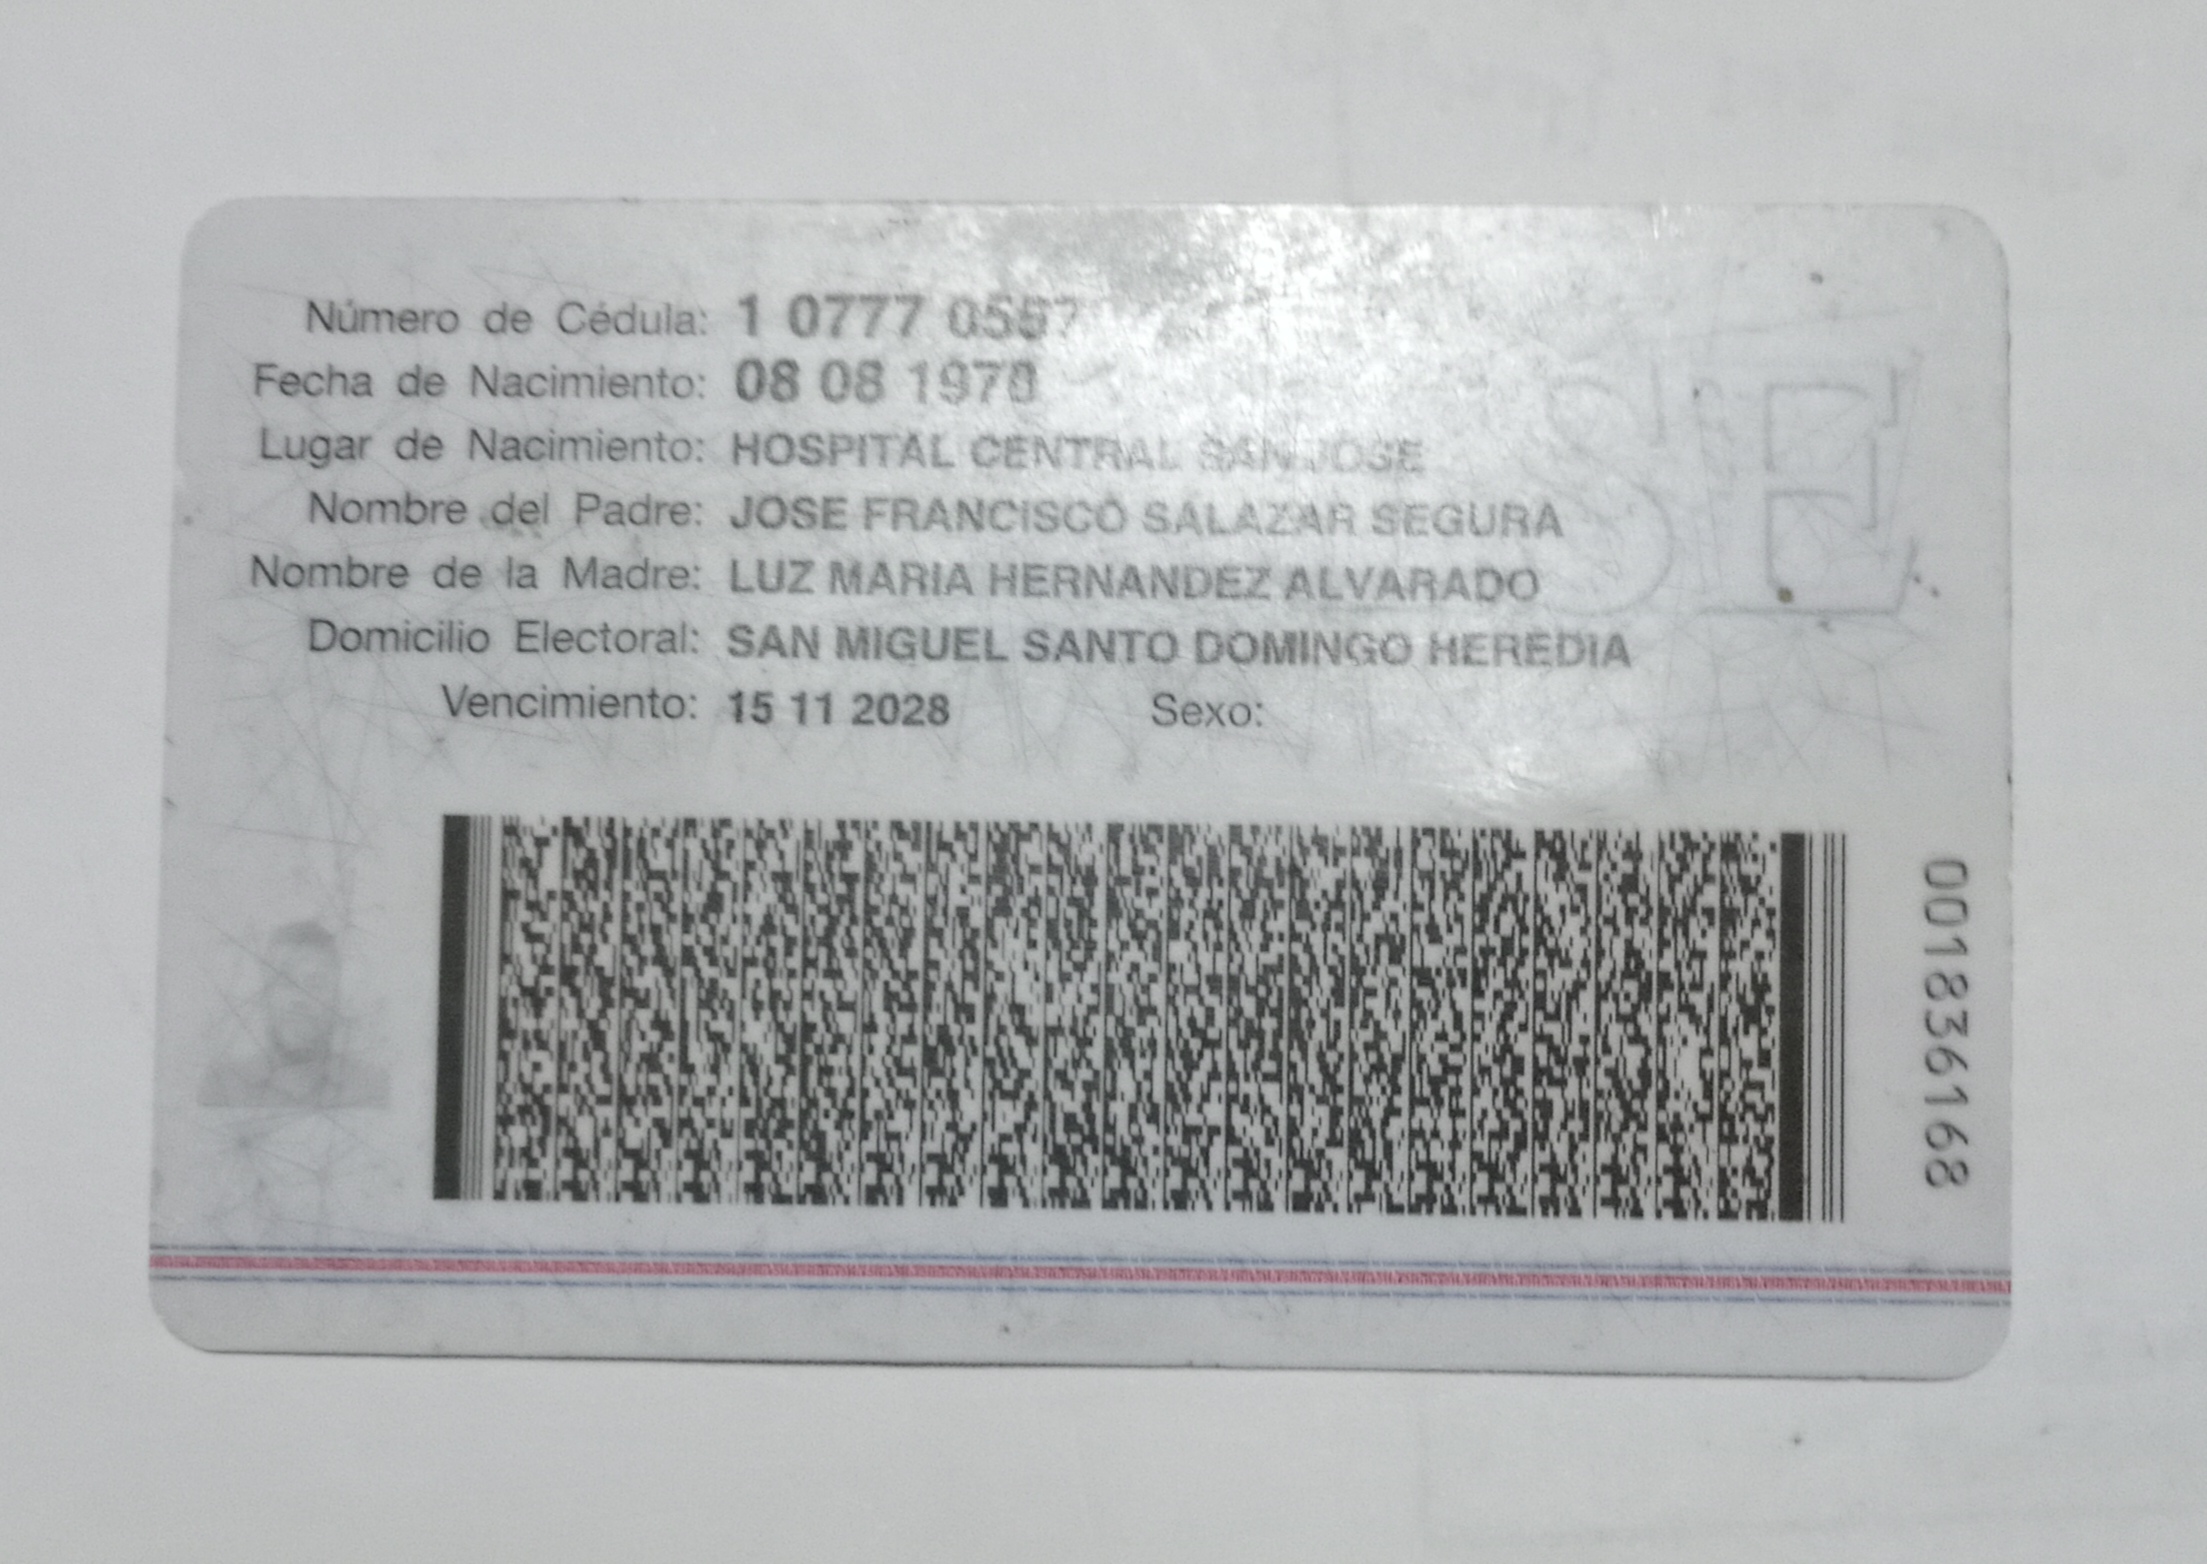 Número de Cédula: 1 0777 0557
Fecha de Nacimiento: 08 08 1970
Lugar de Nacimiento: HOSPITAL CENTRAL SAN JOSE
Nombre del Padre: JOSE FRANCISCO SALAZAR SEGURA
Nombre de la Madre: LUZ MARIA HERNANDEZ ALVARADO
Domicilio Electoral: SAN MIGUEL SANTO DOMINGO HEREDIA
Vencimiento: 15 11 2028 Sexo:
001836168